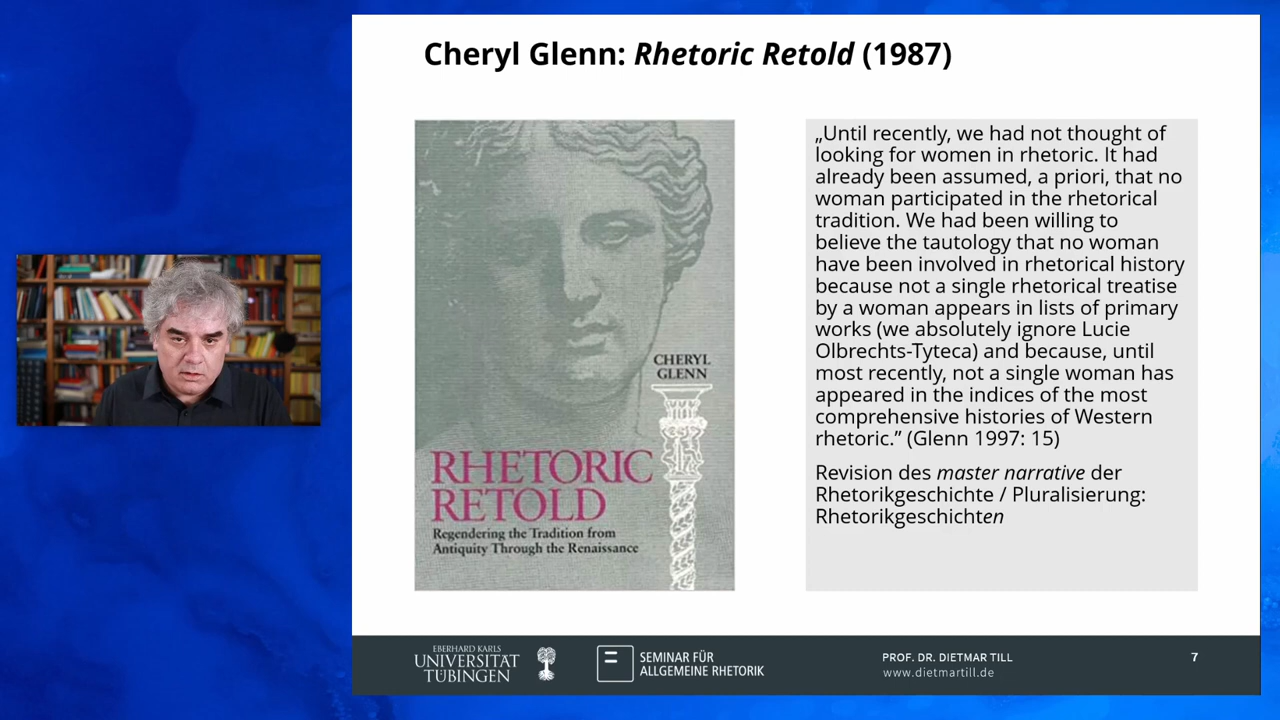 Cheryl Glenn: Rhetoric Retold (1987)
CHERYL
GLENN
RHETORIC
RETOLD
Regendering the Tradition from
Antiquity Through the Renaissance
„Until recently, we had not thought of
looking for women in rhetoric. It had
already been assumed, a priori, that no
woman participated in the rhetorical
tradition. We had been willing to
believe the tautology that no woman
have been involved in rhetorical history
because not a single rhetorical treatise
by a woman appears in lists of primary
works (we absolutely ignore Lucie
Olbrechts-Tyteca) and because, until
most recently, not a single woman has
appeared in the indices of the most
comprehensive histories of Western
rhetoric.” (Glenn 1997: 15)
Revision des master narrative der
Rhetorikgeschichte / Pluralisierung:
Rhetorikgeschichten
EBERHARD KARLS
UNIVERSITÄT
TÜBINGEN
SEMINAR FÜR
ALLGEMEINE RHETORIK
PROF. DR. DIETMAR TILL
www.dietmartill.de
7